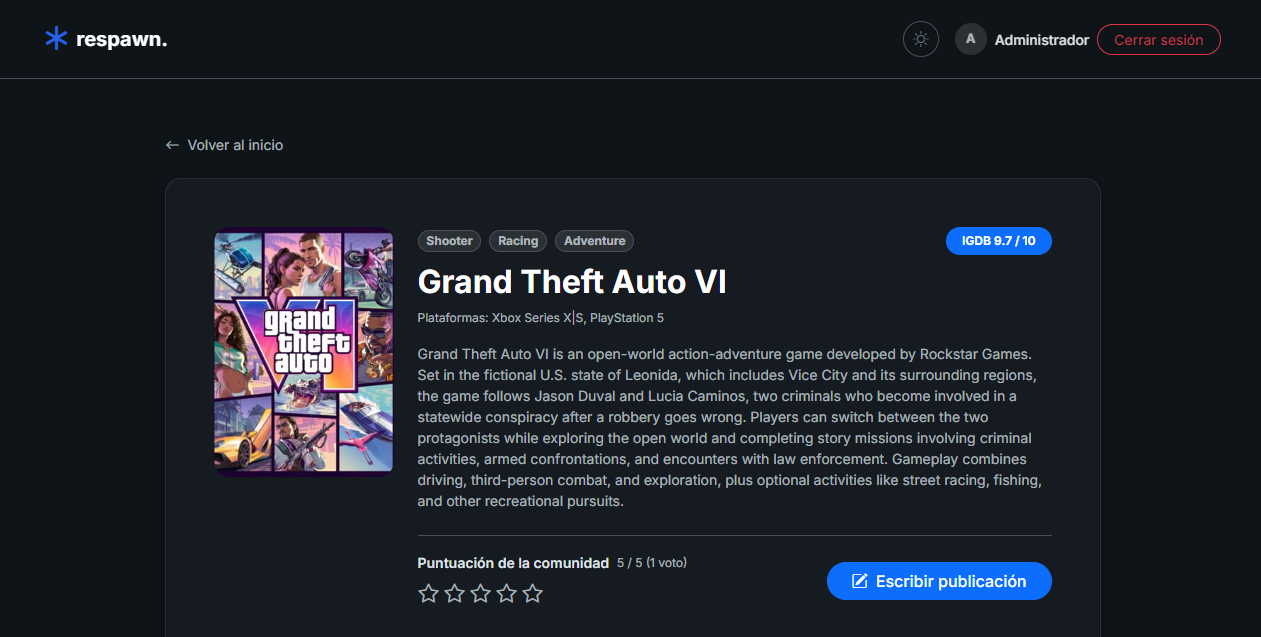 respawn.
A Administrador Cerrar sesión
← Volver al inicio
grand
theft
auto
VI
Shooter Racing Adventure
IGDB 9.7 / 10
Grand Theft Auto VI
Plataformas: Xbox Series X|S, PlayStation 5
Grand Theft Auto VI is an open-world action-adventure game developed by Rockstar Games.
Set in the fictional U.S. state of Leonida, which includes Vice City and its surrounding regions,
the game follows Jason Duval and Lucia Caminos, two criminals who become involved in a
statewide conspiracy after a robbery goes wrong. Players can switch between the two
protagonists while exploring the open world and completing story missions involving criminal
activities, armed confrontations, and encounters with law enforcement. Gameplay combines
driving, third-person combat, and exploration, plus optional activities like street racing, fishing,
and other recreational pursuits.
Puntuación de la comunidad 5 / 5 (1 voto)
Escribir publicación